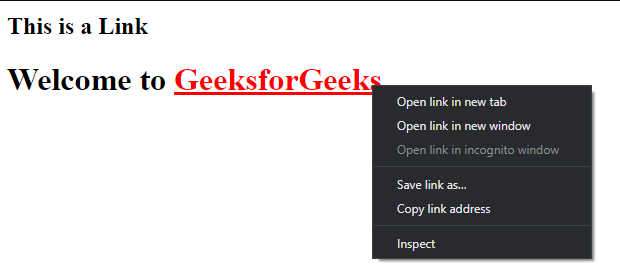 This is a Link
Welcome to GeeksforGeeks
Open link in new tab
Open link in new window
Open link in incognito window
Save link as...
Copy link address
Inspect